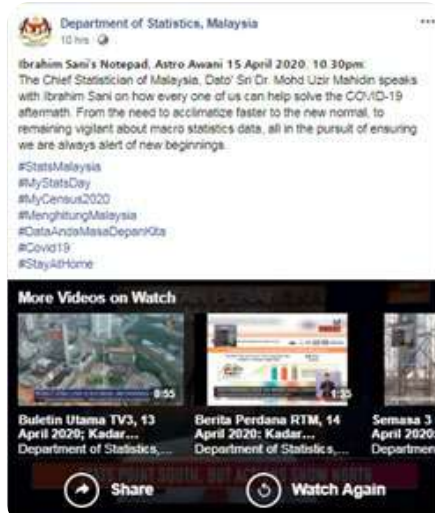 Department of Statistics, Malaysia
10 hrs
Ibrahim Sani's Notepad, Astro Awani 15 April 2020, 10.30pm:
The Chief Statistician of Malaysia, Dato' Sri Dr. Mohd Uzir Mahidin speaks
with Ibrahim Sani on how every one of us can help solve the COVID-19
aftermath. From the need to acclimatize faster to the new normal, to
remaining vigilant about macro statistics data, all in the pursuit of ensuring
we are always alert of new beginnings.
#StatsMalaysia
#MyStatsDay
#MyCensus2020
#MenghitungMalaysia
#DataAndaMasaDepanKita
#Covid19
#StayAtHome
More Videos on Watch
8:55
1:35
Buletin Utama TV3, 13
April 2020; Kadar...
Department of Statistics,...
Berita Perdana RTM, 14
April 2020; Kadar...
Department of Statistics,...
Semasa 3
April 2020
Departmen
Share
Watch Again